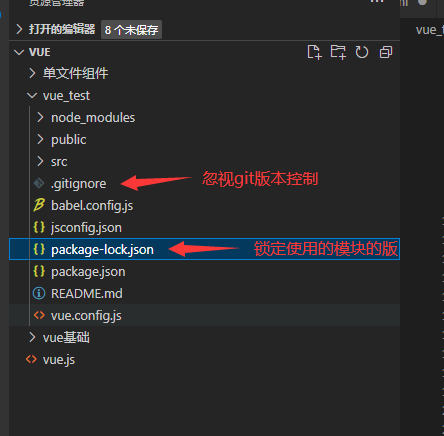 资源管理器
打开的编辑器 8 个未保存
VUE
单文件组件
vue_test
node_modules
public
src
.gitignore 忽视git版本控制
babel.config.js
jsconfig.json
package-lock.json 锁定使用的模块的版
package.json
README.md
vue.config.js
vue基础
vue.js